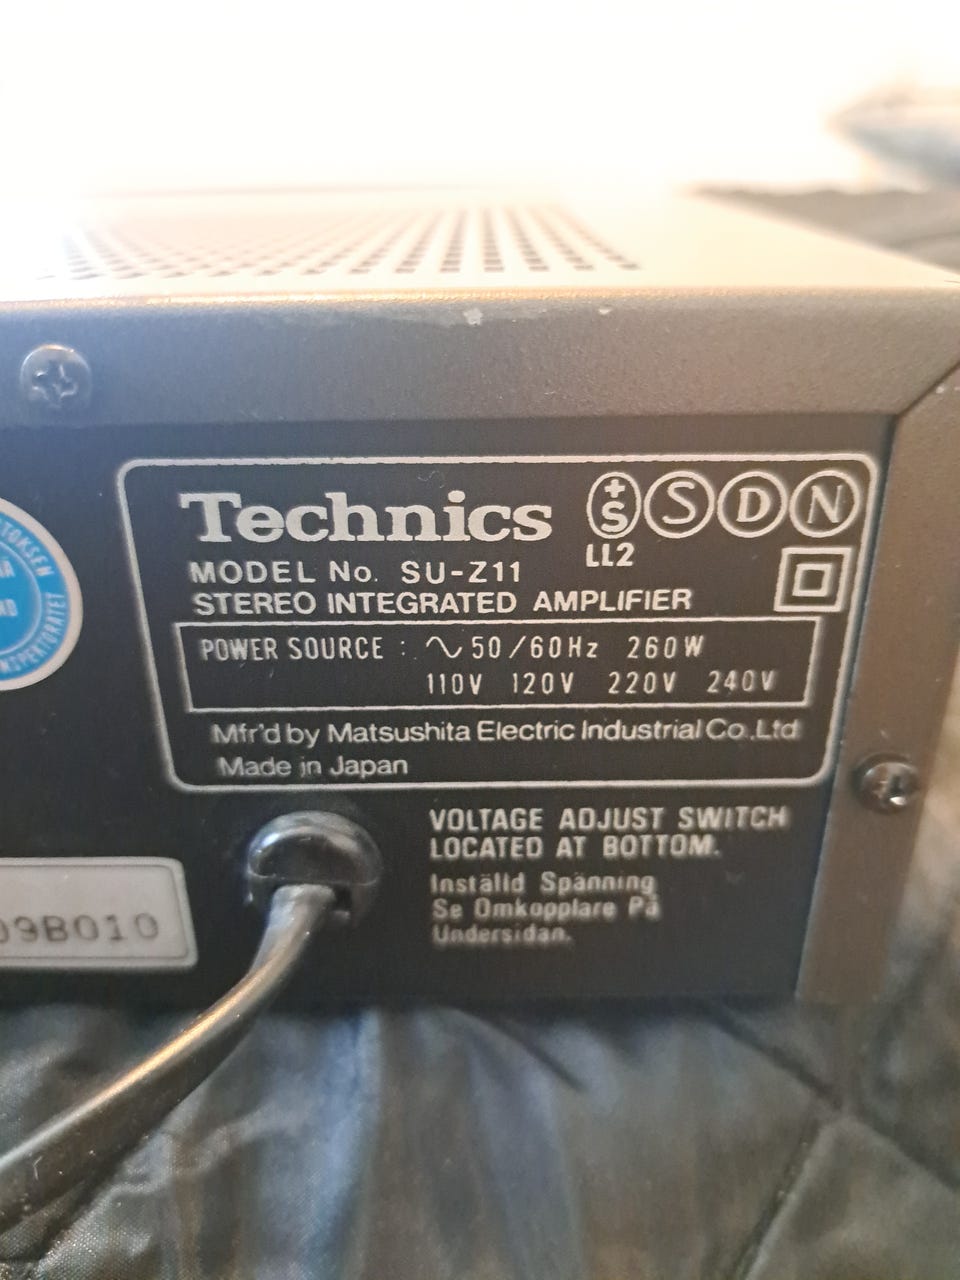 Technics
+S S D N
LL2
MODEL No. SU-Z11
STEREO INTEGRATED AMPLIFIER
POWER SOURCE : ∿50/60Hz 260W
110V 120V 220V 240V
Mfr'd by Matsushita Electric Industrial Co.,Ltd
Made in Japan
VOLTAGE ADJUST SWITCH
LOCATED AT BOTTOM.
Inställd Spänning
Se Omkopplare På
Undersidan.
09B010